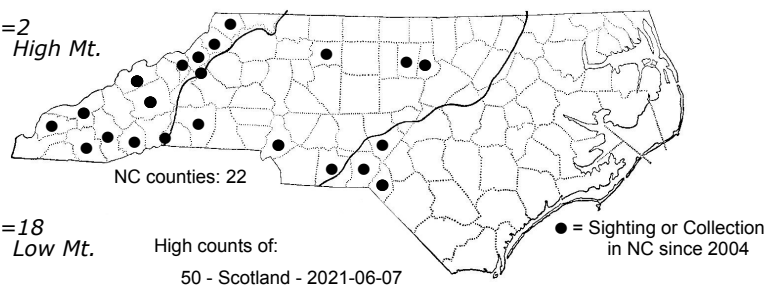 =2
High Mt.
NC counties: 22
=18
Low Mt.
High counts of:
50 - Scotland - 2021-06-07
● = Sighting or Collection
in NC since 2004